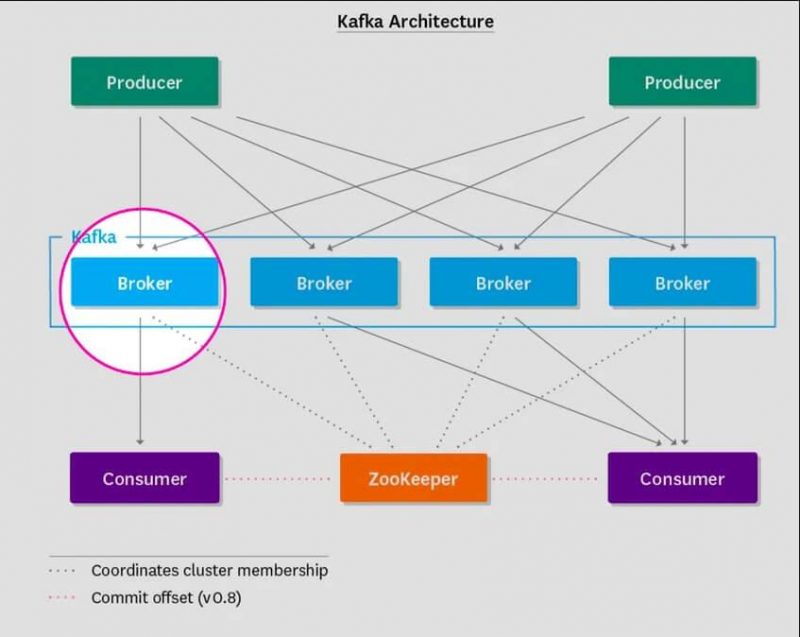 Kafka Architecture
Producer
Producer
Kafka
Broker
Broker
Broker
Broker
Consumer
ZooKeeper
Consumer
Coordinates cluster membership
Commit offset (v0.8)